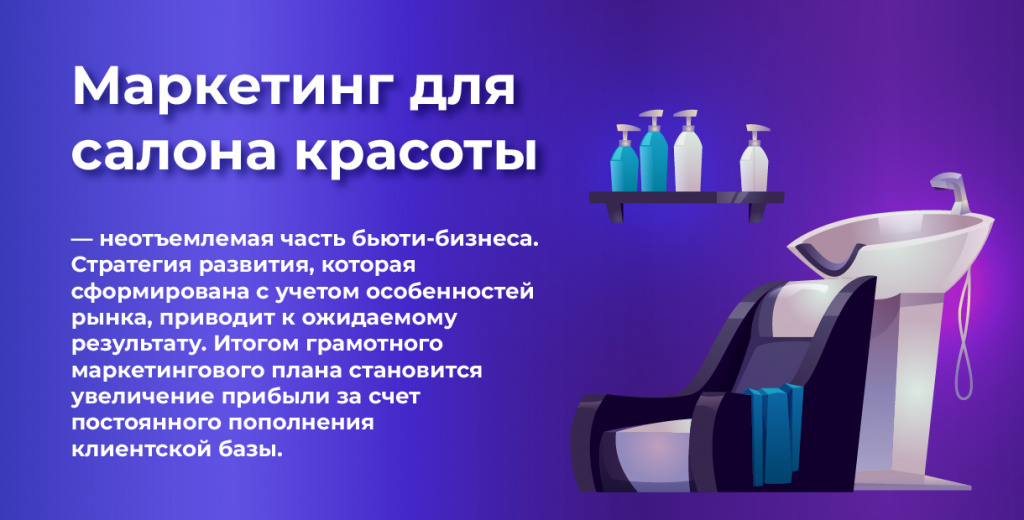 Маркетинг для
салона красоты
— неотъемлемая часть бьюти-бизнеса.
Стратегия развития, которая
сформирована с учетом особенностей
рынка, приводит к ожидаемому
результату. Итогом грамотного
маркетингового плана становится
увеличение прибыли за счет
постоянного пополнения
клиентской базы.